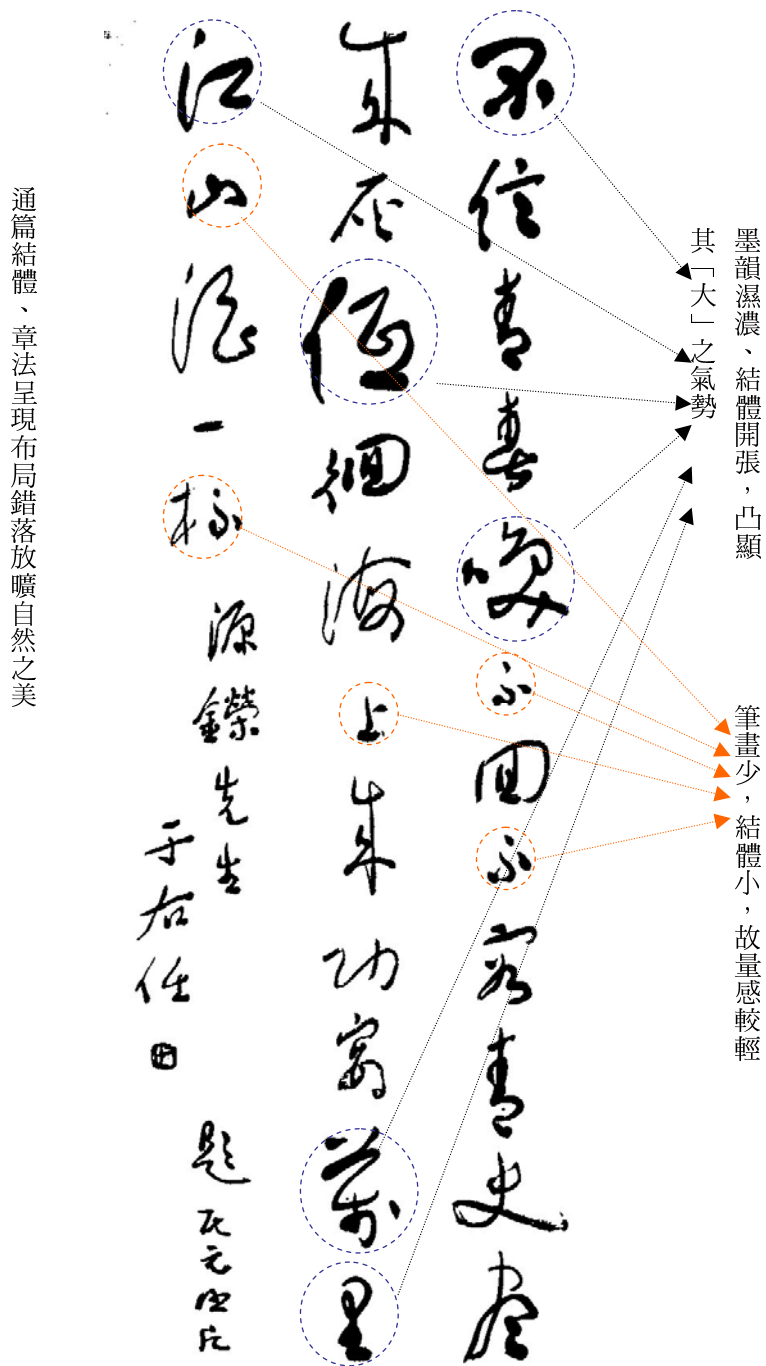 墨韻濕濃、結體開張，凸顯
其「大」之氣勢
筆畫少，結體小，故量感較輕
不信青春喚不回不容青史盡
成灰低徊海上成功宴萬里
江山酒一杯
源鑅先生
題民元照片
于右任
通篇結體、章法呈現布局錯落放曠自然之美